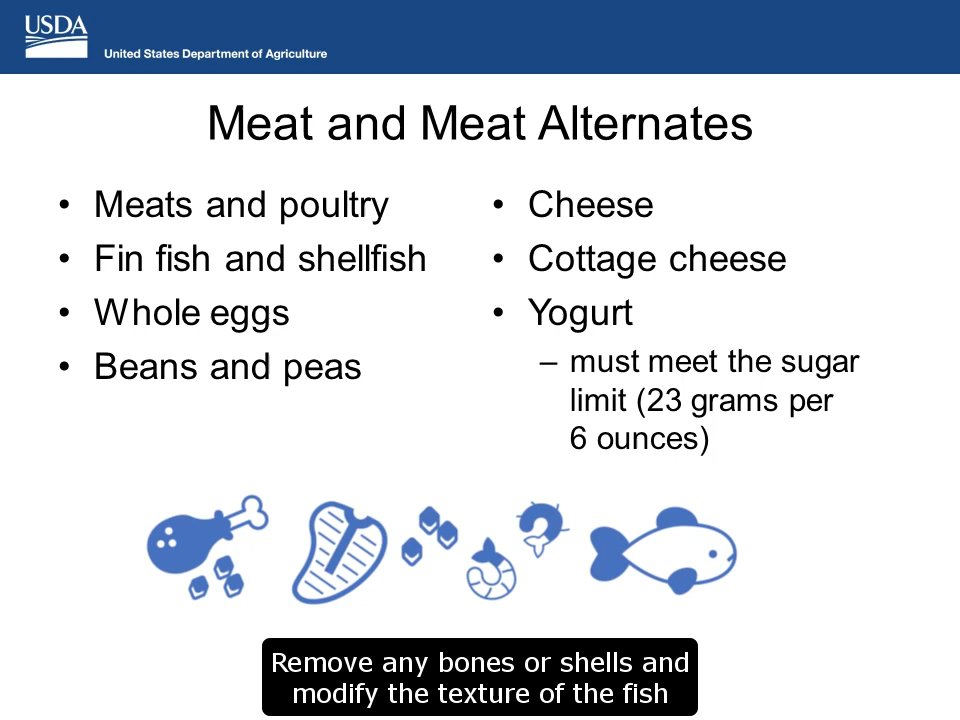 USDA
United States Department of Agriculture
Meat and Meat Alternates
• Meats and poultry
• Fin fish and shellfish
• Whole eggs
• Beans and peas
• Cheese
• Cottage cheese
• Yogurt
– must meet the sugar
limit (23 grams per
6 ounces)
Remove any bones or shells and
modify the texture of the fish